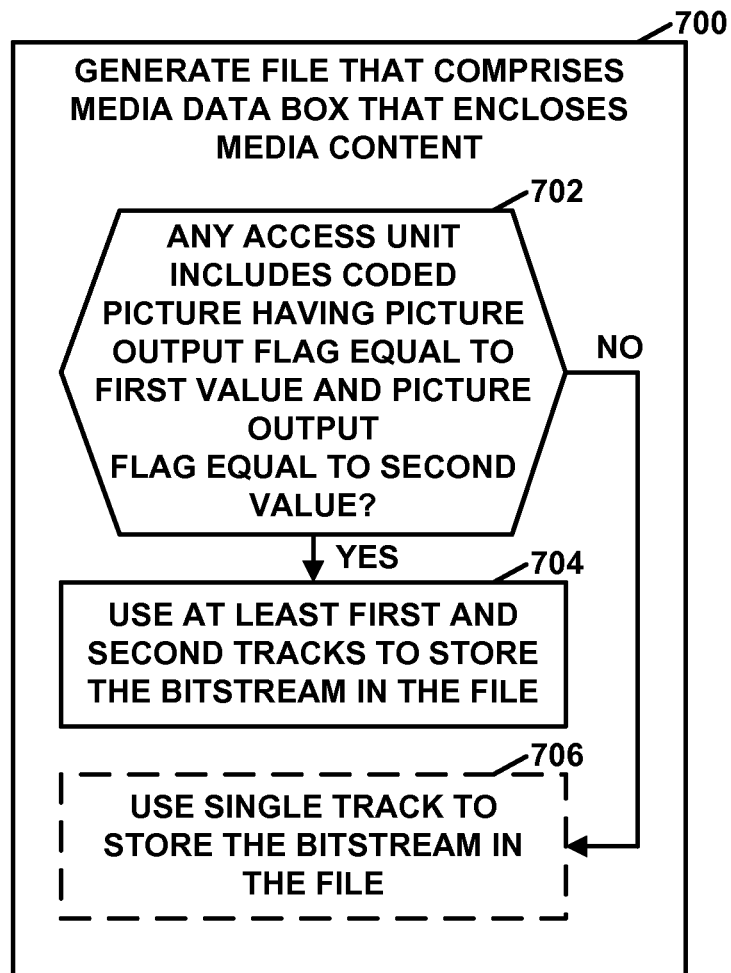 700
GENERATE FILE THAT COMPRISES
MEDIA DATA BOX THAT ENCLOSES
MEDIA CONTENT
702
ANY ACCESS UNIT
INCLUDES CODED
PICTURE HAVING PICTURE
OUTPUT FLAG EQUAL TO
FIRST VALUE AND PICTURE
OUTPUT
FLAG EQUAL TO SECOND
VALUE?
NO
YES
704
USE AT LEAST FIRST AND
SECOND TRACKS TO STORE
THE BITSTREAM IN THE FILE
706
USE SINGLE TRACK TO
STORE THE BITSTREAM IN
THE FILE